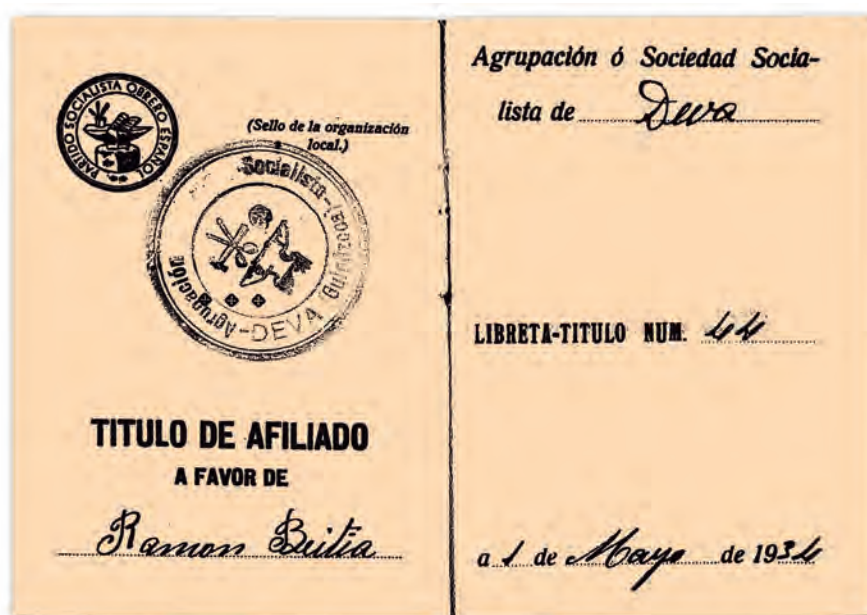 PARTIDO SOCIALISTA OBRERO ESPAÑOL
(Sello de la organización
local.)
Agrupación Socialista-(Guipúzcoa)
-DEVA
TITULO DE AFILIADO
A FAVOR DE
Ramon Beitia
Agrupación ó Sociedad Socia-
lista de Deva
LIBRETA-TITULO NUM. 44
a 1 de Mayo de 1934